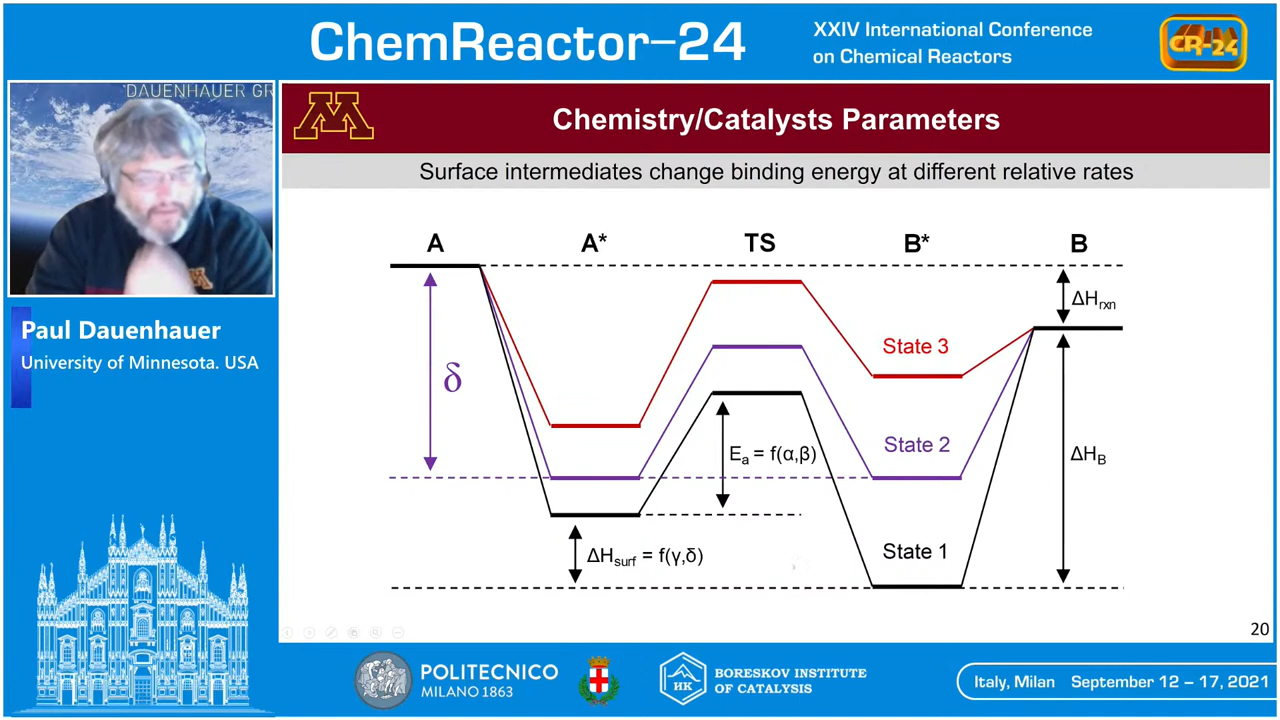 ChemReactor-24
XXIV International Conference
on Chemical Reactors
CR-24
DAUENHAUER GR
Paul Dauenhauer
University of Minnesota. USA
M
Chemistry/Catalysts Parameters
Surface intermediates change binding energy at different relative rates
A A* TS B* B
ΔHrxn
State 3
δ
State 2
Ea = f(α,β)
ΔHB
ΔHsurf = f(γ,δ)
State 1
20
POLITECNICO
MILANO 1863
HK
BORESKOV INSTITUTE
OF CATALYSIS
Italy, Milan September 12 – 17, 2021